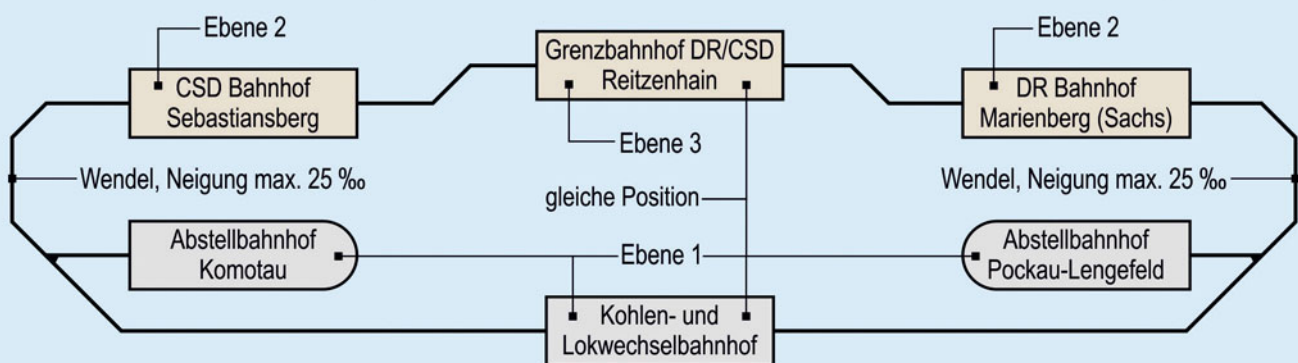 Ebene 2
Grenzbahnhof DR/CSD
Reitzenhain
Ebene 2
CSD Bahnhof
Sebastiansberg
DR Bahnhof
Marienberg (Sachs)
Ebene 3
Wendel, Neigung max. 25 ‰
gleiche Position
Wendel, Neigung max. 25 ‰
Abstellbahnhof
Komotau
Ebene 1
Abstellbahnhof
Pockau-Lengefeld
Kohlen- und
Lokwechselbahnhof